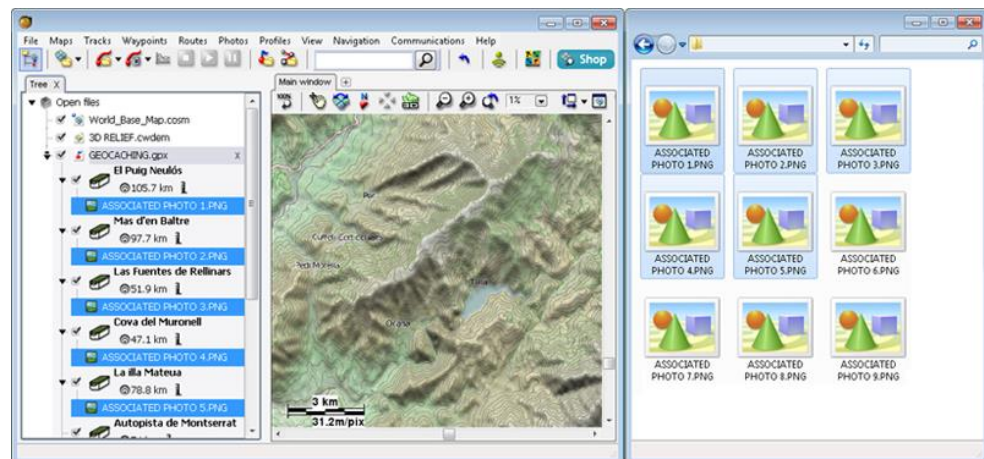 File Maps Tracks Waypoints Routes Photos Profiles View Navigation Communications Help
Shop
Tree X
Main window
100%
1%
Open files
World_Base_Map.cosm
3D RELIEF.cwdem
GEOCACHING.gpx x
El Puig Neulós
105.7 km
ASSOCIATED PHOTO 1.PNG
Mas d'en Baltre
97.7 km
ASSOCIATED PHOTO 2.PNG
Las Fuentes de Rellinars
51.9 km
ASSOCIATED PHOTO 3.PNG
Cova del Muronell
47.1 km
ASSOCIATED PHOTO 4.PNG
La illa Mateua
78.8 km
ASSOCIATED PHOTO 5.PNG
Autopista de Montserrat
Ocaña
3 km
31.2m/pix
ASSOCIATED PHOTO 1.PNG
ASSOCIATED PHOTO 2.PNG
ASSOCIATED PHOTO 3.PNG
ASSOCIATED PHOTO 4.PNG
ASSOCIATED PHOTO 5.PNG
ASSOCIATED PHOTO 6.PNG
ASSOCIATED PHOTO 7.PNG
ASSOCIATED PHOTO 8.PNG
ASSOCIATED PHOTO 9.PNG